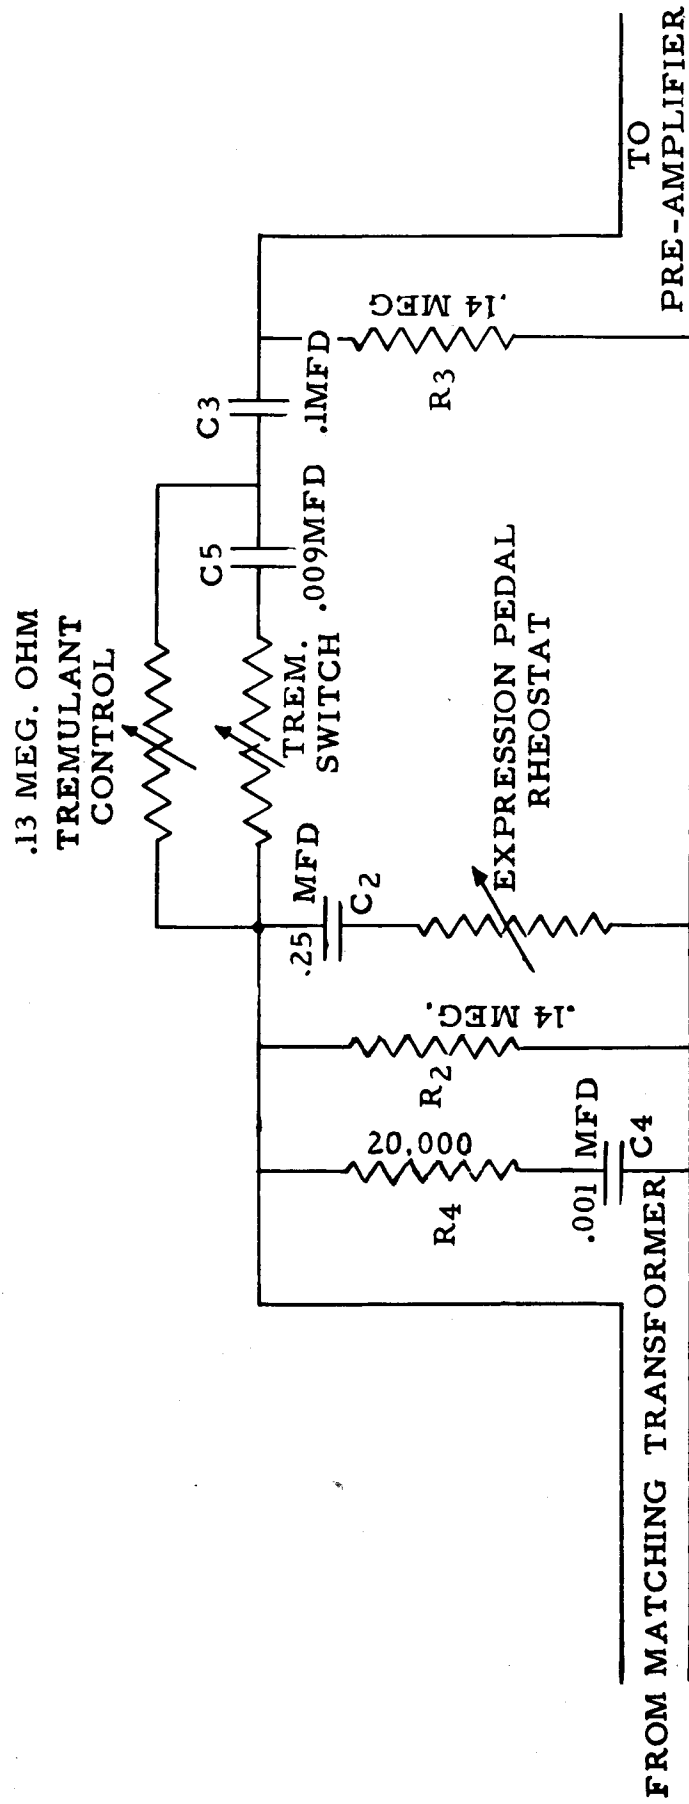 .13 MEG. OHM
TREMULANT
CONTROL
TREM.
SWITCH
C5
.009MFD
C3
.1MFD
.25 MFD
C2
EXPRESSION PEDAL
RHEOSTAT
R2
.14 MEG.
R4
20,000
.001 MFD
C4
R3
.14 MEG
FROM MATCHING TRANSFORMER
TO
PRE-AMPLIFIER